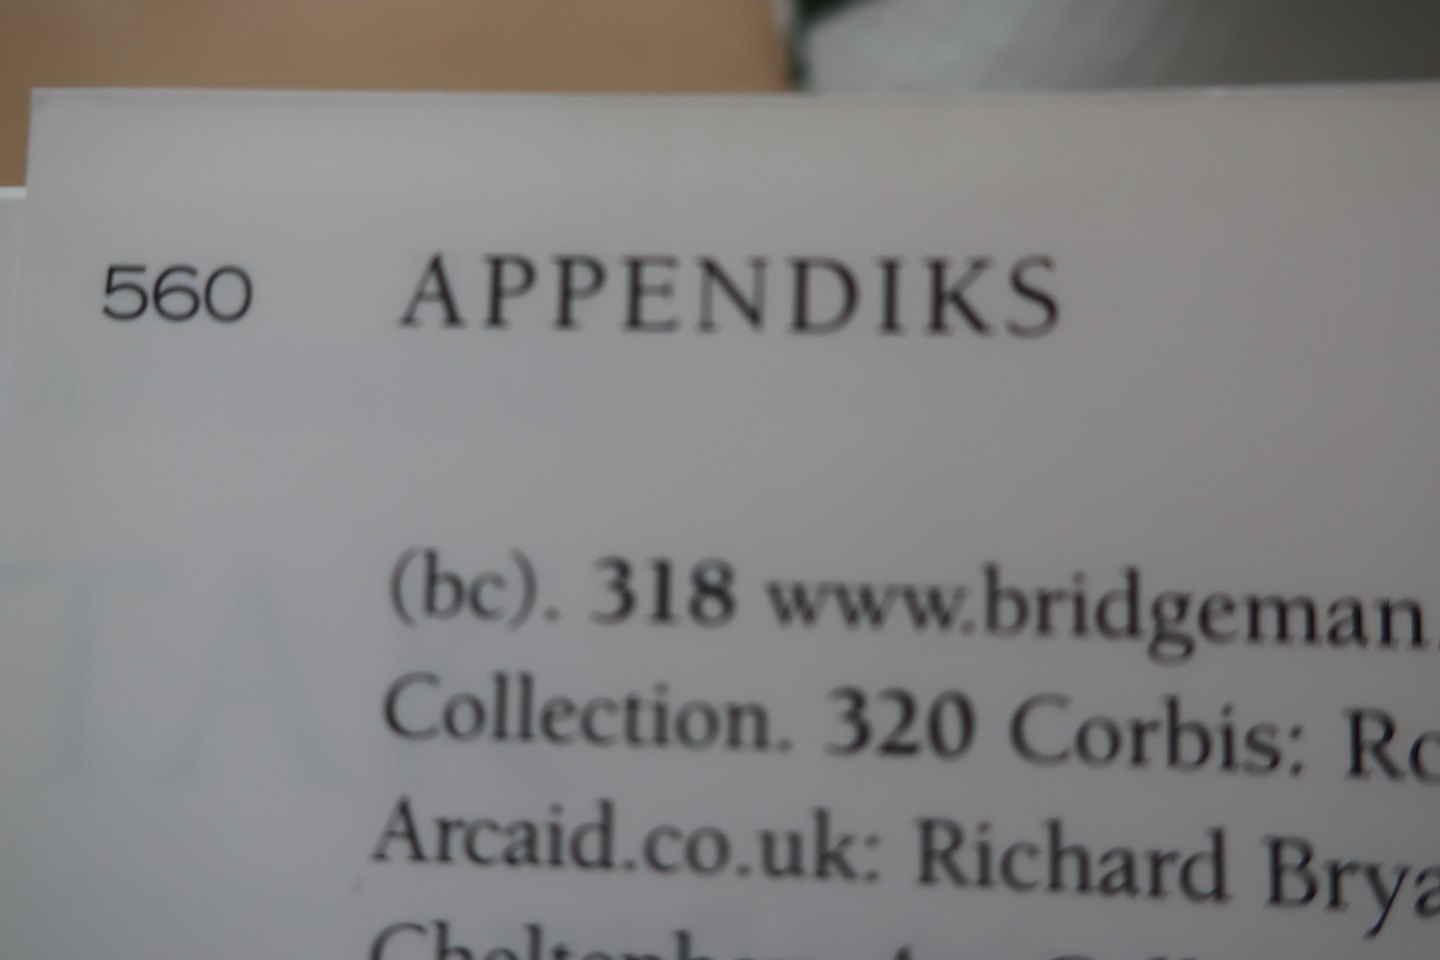 560 APPENDIKS
(bc). 318 www.bridgeman.
Collection. 320 Corbis:
Arcaid.co.uk: Richard